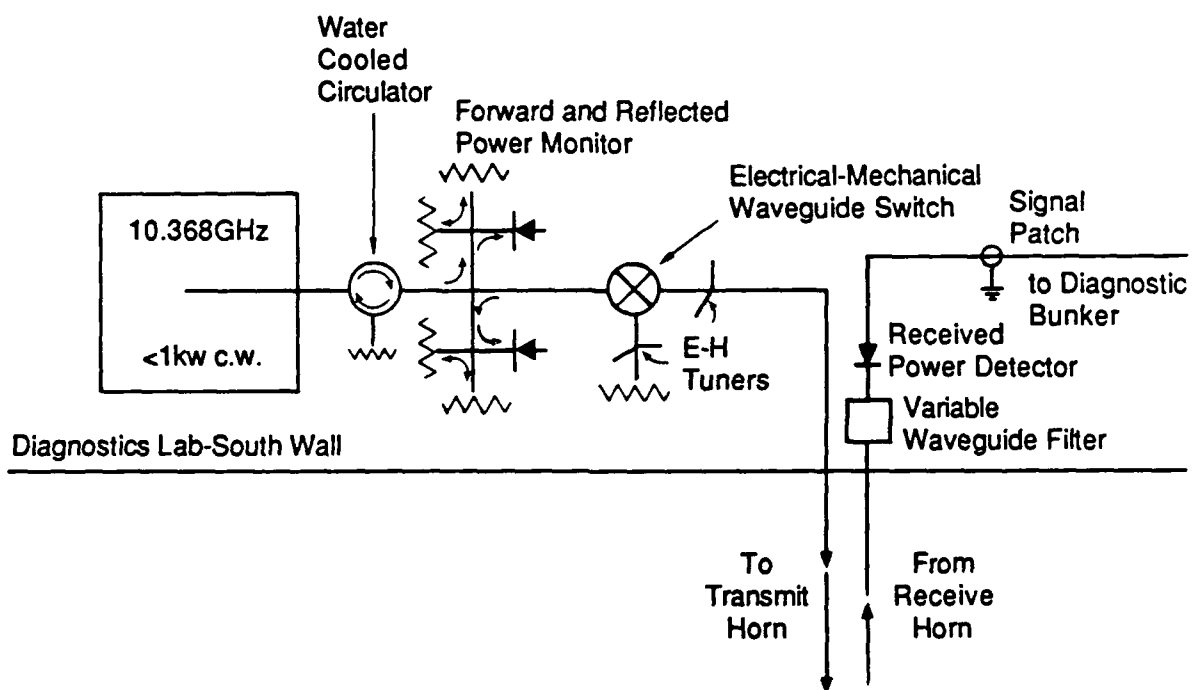 Water
Cooled
Circulator
Forward and Reflected
Power Monitor
Electrical-Mechanical
Waveguide Switch
Signal
Patch
10.368GHz
<1kw c.w.
to Diagnostic
Bunker
E-H
Tuners
Received
Power Detector
Variable
Waveguide Filter
Diagnostics Lab-South Wall
To
Transmit
Horn
From
Receive
Horn